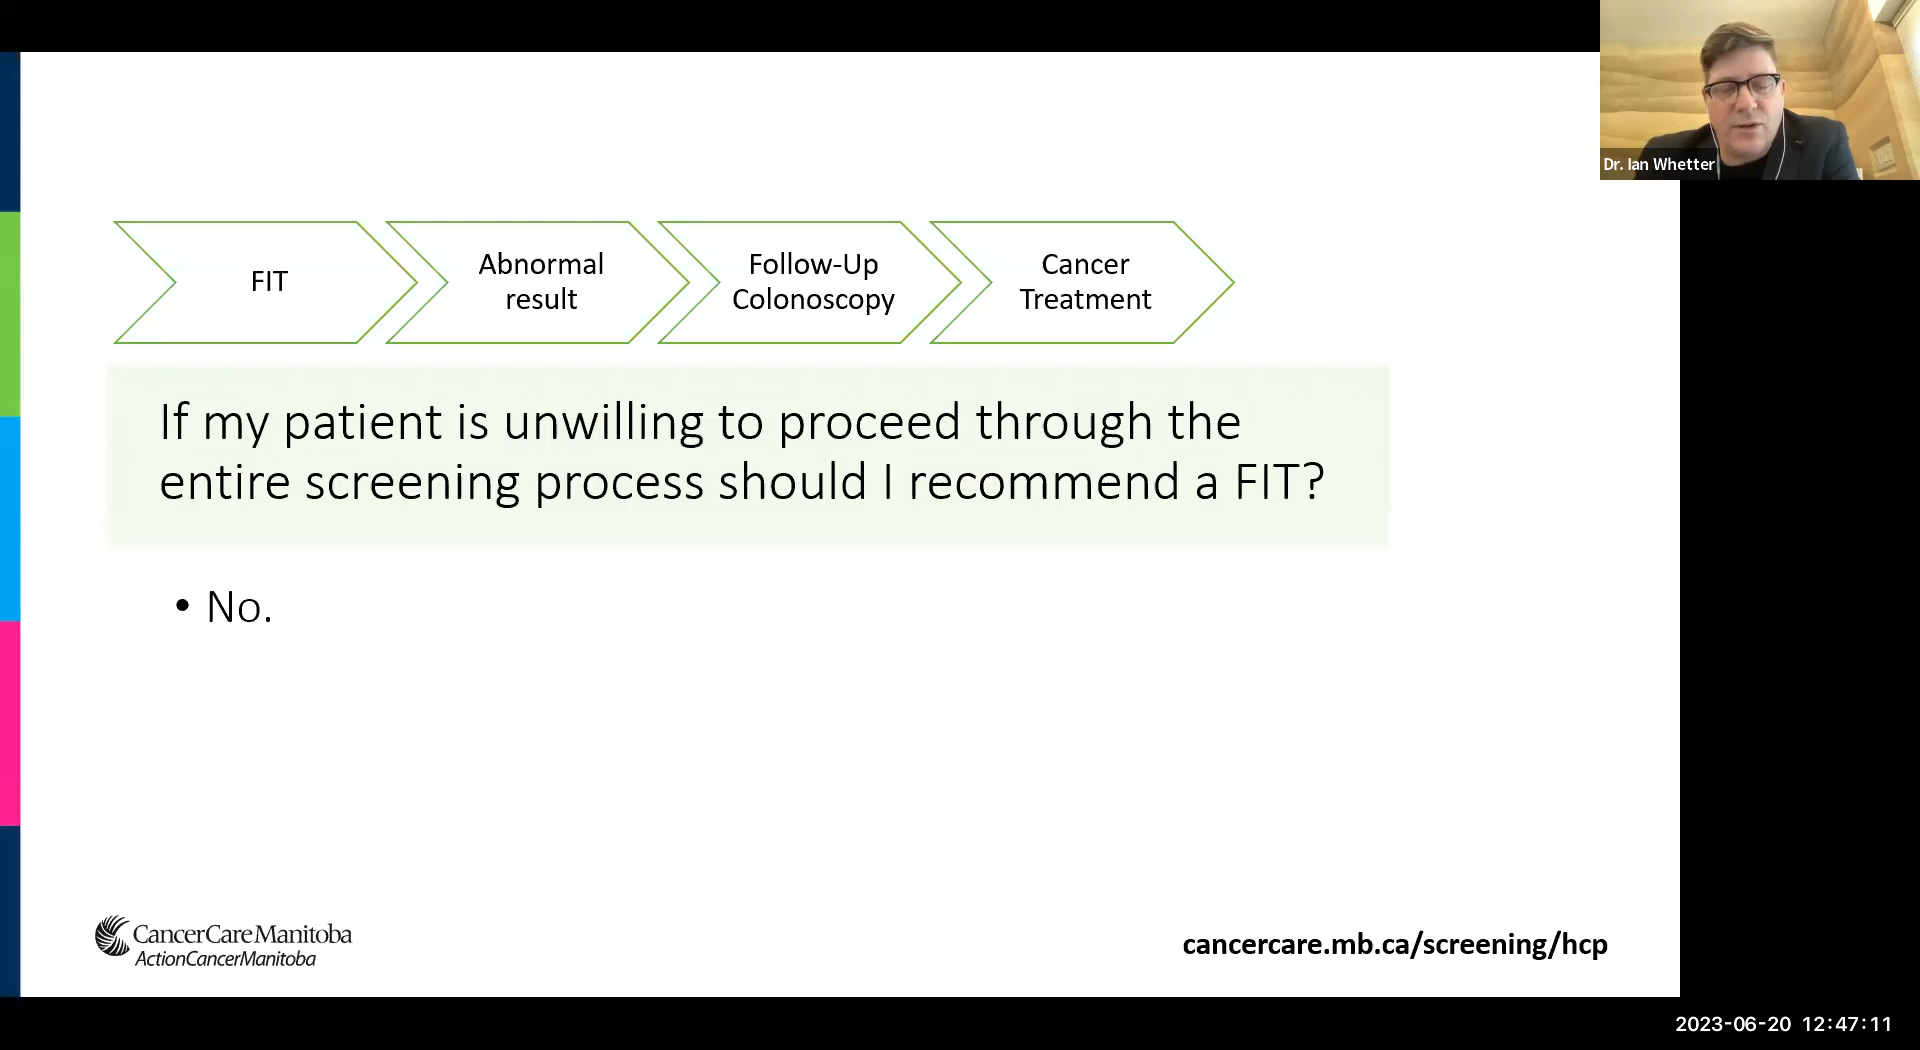 Dr. Ian Whetter
FIT
Abnormal
result
Follow-Up
Colonoscopy
Cancer
Treatment
If my patient is unwilling to proceed through the
entire screening process should I recommend a FIT?
• No.
CancerCare Manitoba
ActionCancerManitoba
cancercare.mb.ca/screening/hcp
2023-06-20 12:47:11